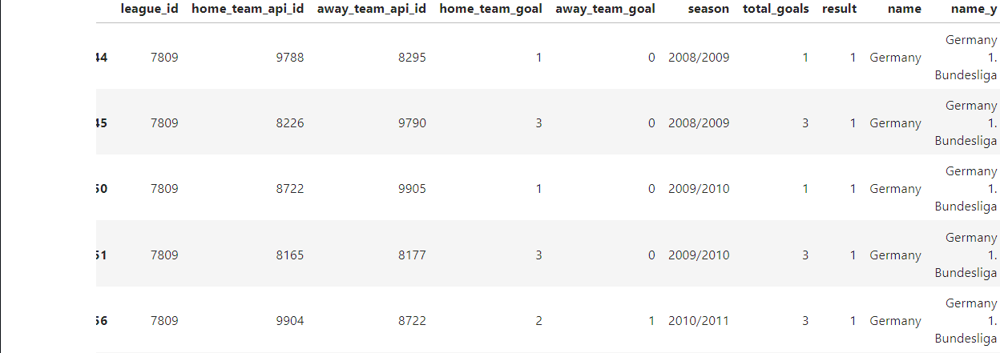 league_id home_team_api_id away_team_api_id home_team_goal away_team_goal season total_goals result name name_y
44 7809 9788 8295 1 0 2008/2009 1 1 Germany Germany
1.
Bundesliga
45 7809 8226 9790 3 0 2008/2009 3 1 Germany Germany
1.
Bundesliga
50 7809 8722 9905 1 0 2009/2010 1 1 Germany Germany
1.
Bundesliga
51 7809 8165 8177 3 0 2009/2010 3 1 Germany Germany
1.
Bundesliga
56 7809 9904 8722 2 1 2010/2011 3 1 Germany Germany
1.
Bundesliga